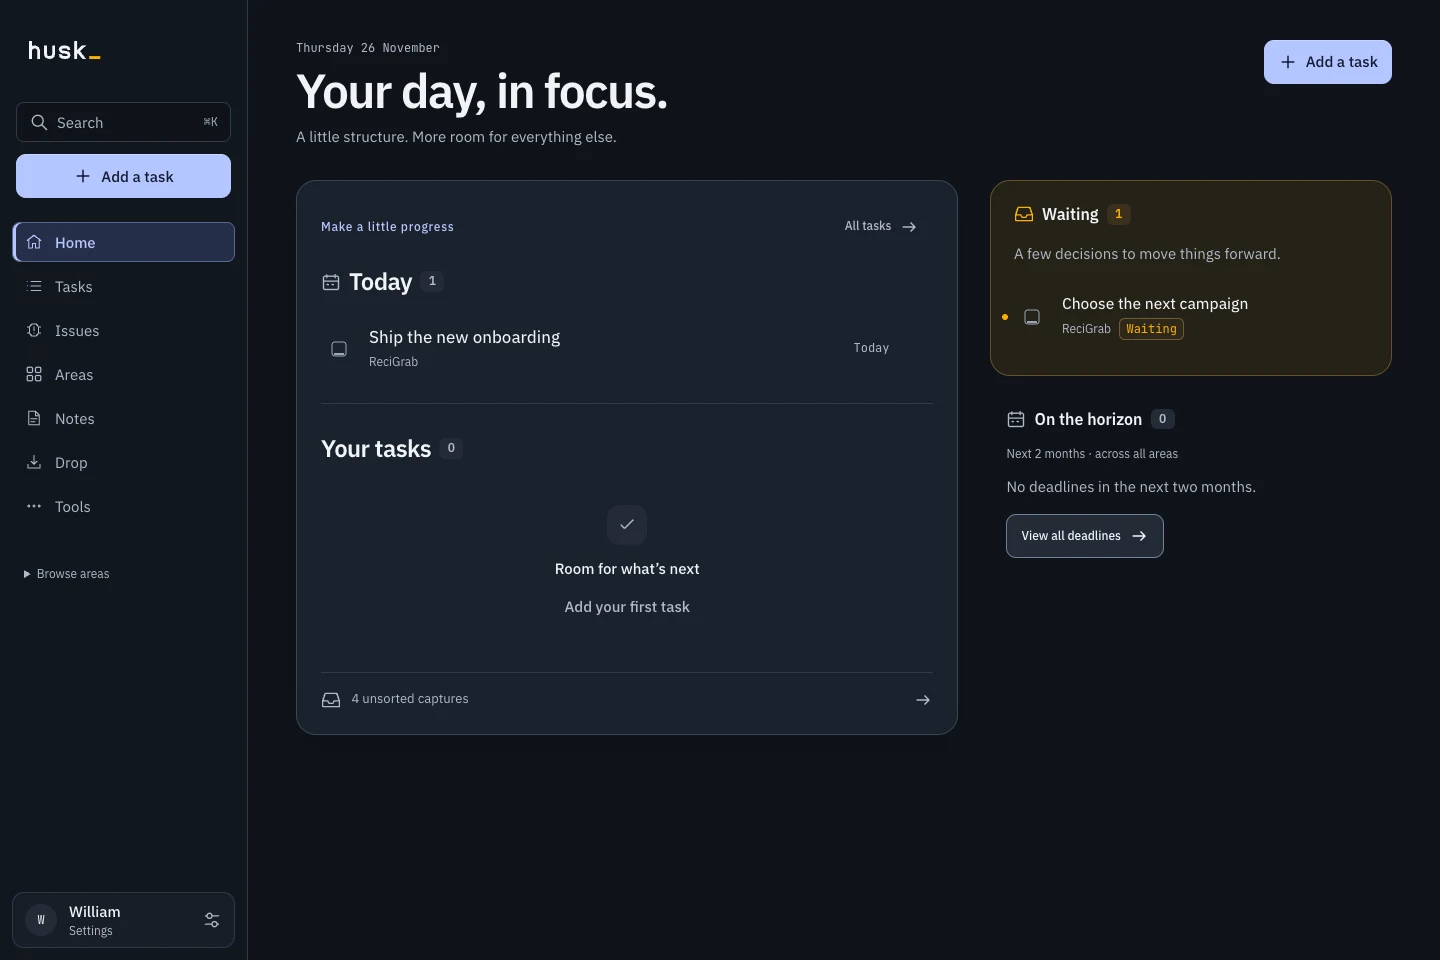 husk_
Search ⌘K
Add a task
Home
Tasks
Issues
Areas
Notes
Drop
Tools
Browse areas
W
William
Settings
Thursday 26 November
Your day, in focus.
A little structure. More room for everything else.
Add a task
Make a little progress
All tasks
Today 1
Ship the new onboarding
ReciGrab
Today
Your tasks 0
Room for what’s next
Add your first task
4 unsorted captures
Waiting 1
A few decisions to move things forward.
Choose the next campaign
ReciGrab Waiting
On the horizon 0
Next 2 months · across all areas
No deadlines in the next two months.
View all deadlines